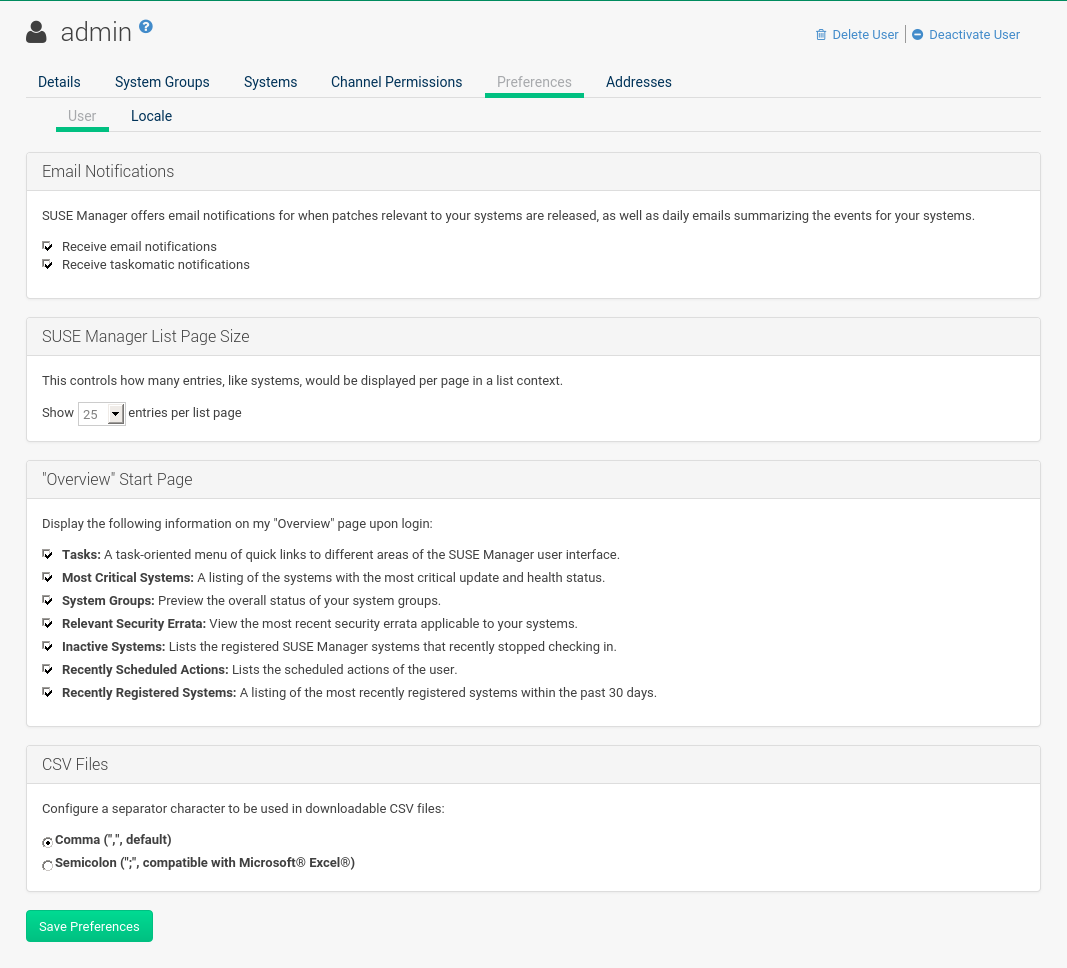 admin ?
Delete User Deactivate User
Details System Groups Systems Channel Permissions Preferences Addresses
User Locale
Email Notifications
SUSE Manager offers email notifications for when patches relevant to your systems are released, as well as daily emails summarizing the events for your systems.
Receive email notifications
Receive taskomatic notifications
SUSE Manager List Page Size
This controls how many entries, like systems, would be displayed per page in a list context.
Show 25 entries per list page
"Overview" Start Page
Display the following information on my "Overview" page upon login:
Tasks: A task-oriented menu of quick links to different areas of the SUSE Manager user interface.
Most Critical Systems: A listing of the systems with the most critical update and health status.
System Groups: Preview the overall status of your system groups.
Relevant Security Errata: View the most recent security errata applicable to your systems.
Inactive Systems: Lists the registered SUSE Manager systems that recently stopped checking in.
Recently Scheduled Actions: Lists the scheduled actions of the user.
Recently Registered Systems: A listing of the most recently registered systems within the past 30 days.
CSV Files
Configure a separator character to be used in downloadable CSV files:
Comma (",", default)
Semicolon (";", compatible with Microsoft® Excel®)
Save Preferences